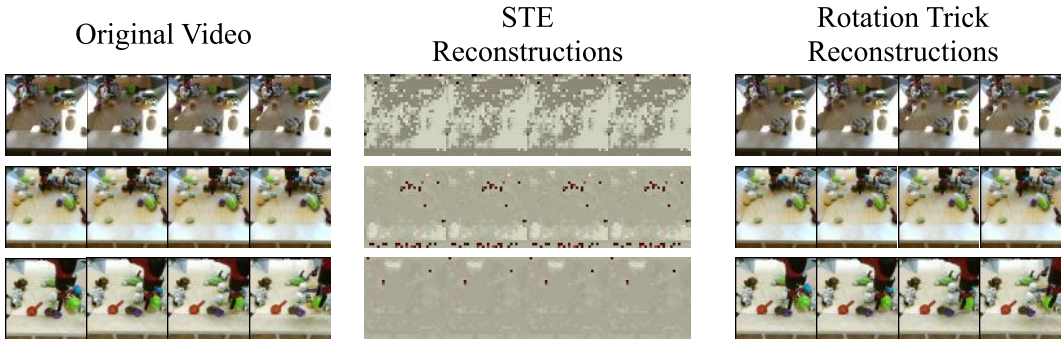 Original Video
STE
Reconstructions
Rotation Trick
Reconstructions